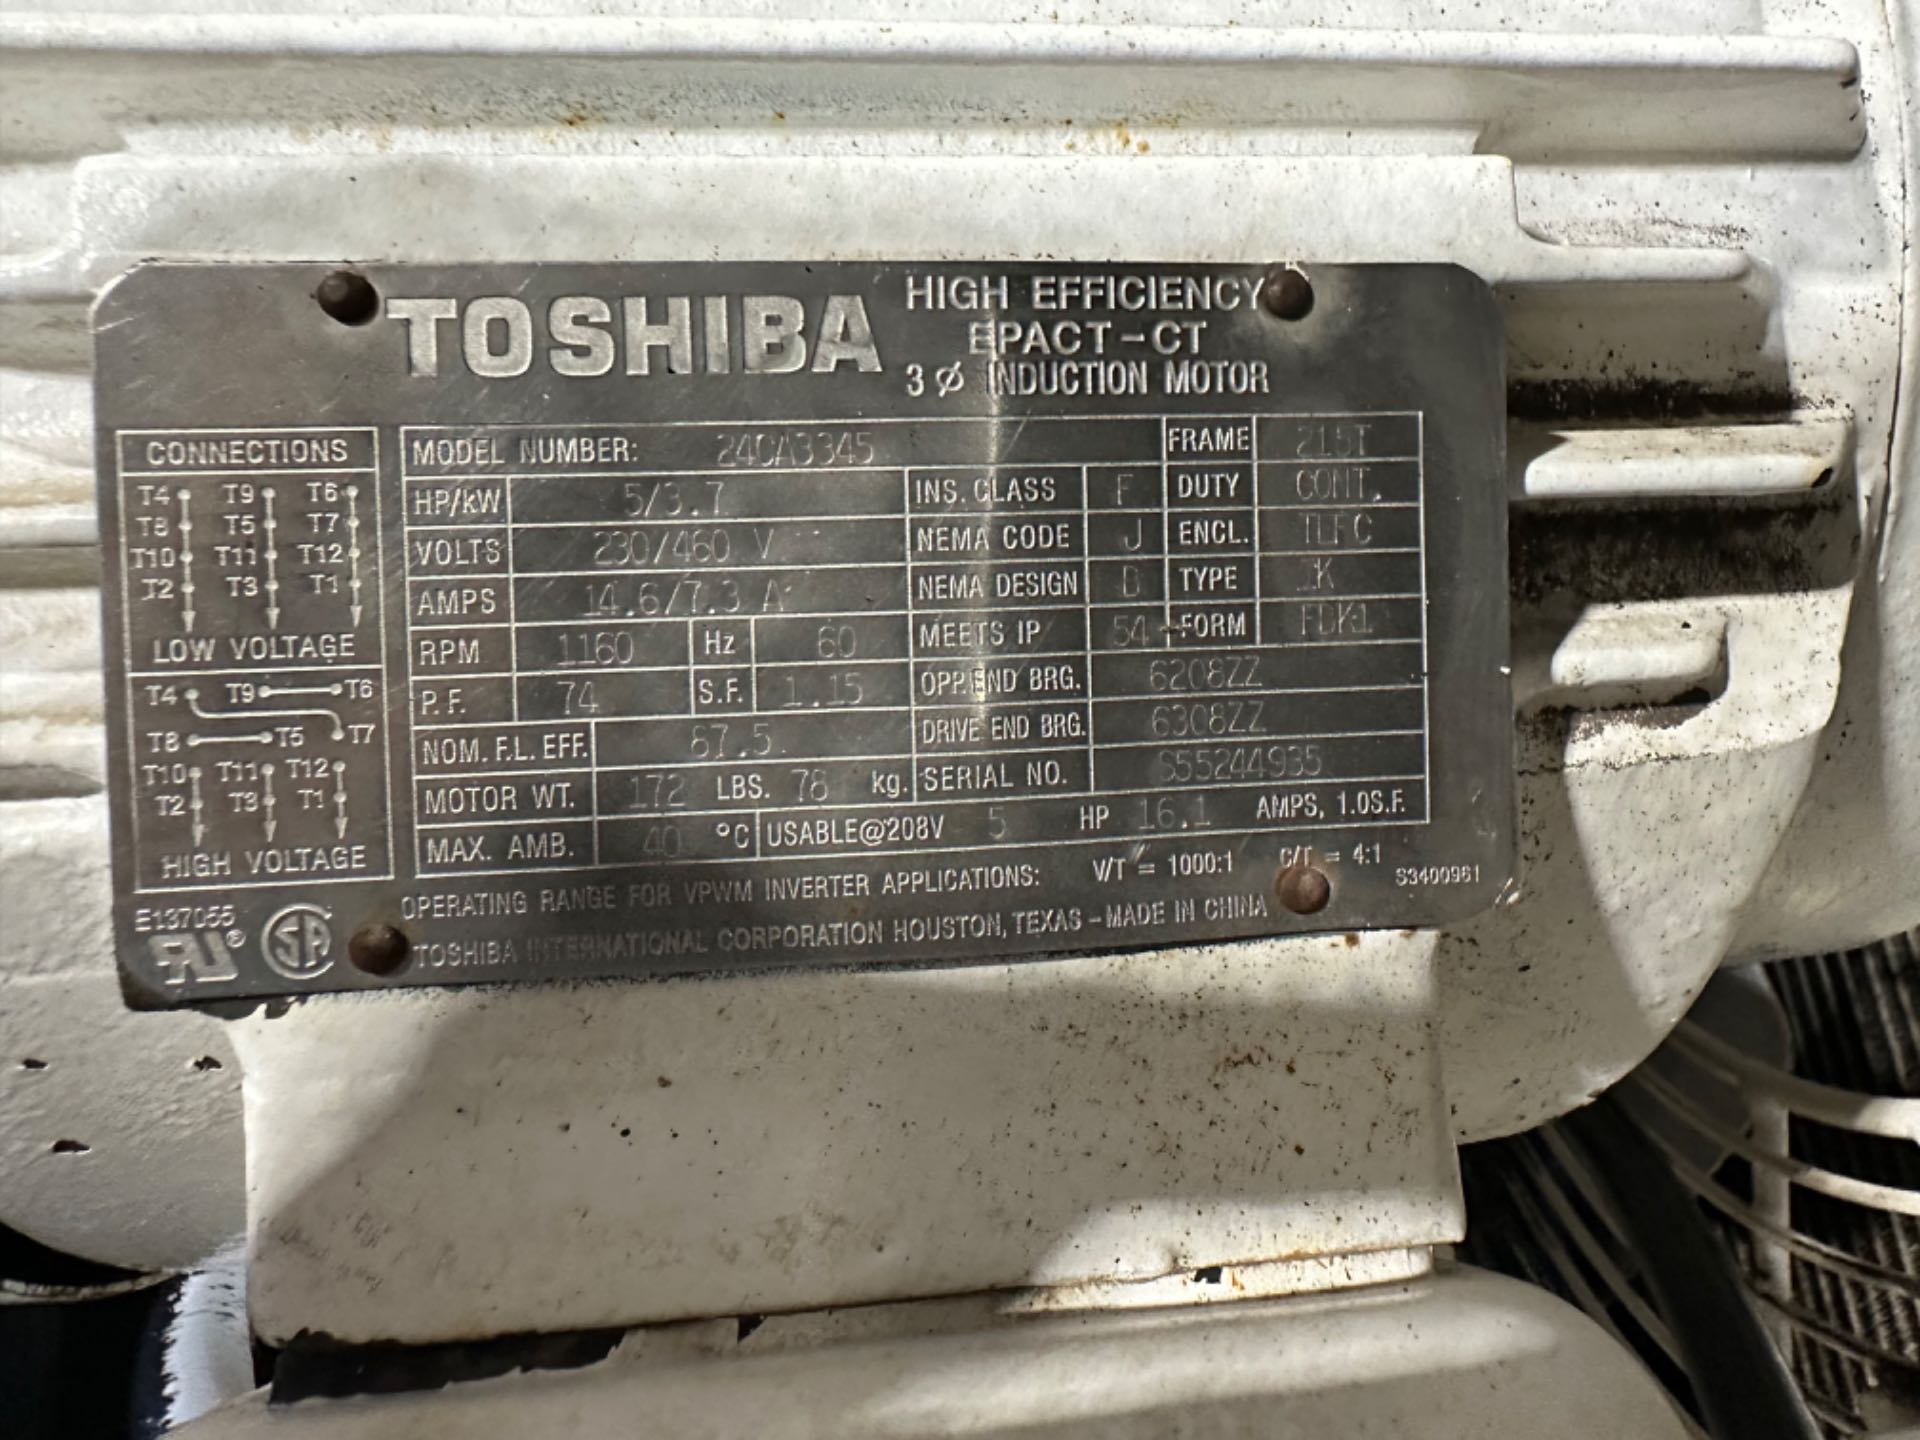 TOSHIBA
HIGH EFFICIENCY
EPACT-CT
3 ∅ INDUCTION MOTOR
CONNECTIONS
T4 T9 T6
T8 T5 T7
T10 T11 T12
T2 T3 T1
LOW VOLTAGE
T4 T9 T6
T8 T5 T7
T10 T11 T12
T2 T3 T1
HIGH VOLTAGE
MODEL NUMBER: 24CA3345 FRAME 215T
HP/kW 5/3.7 INS. CLASS F DUTY CONT.
VOLTS 230/460 V NEMA CODE J ENCL. TEFC
AMPS 14.6/7.3 A NEMA DESIGN B TYPE IK
RPM 1160 Hz 60 MEETS IP 54 FORM FDK1
P.F. 74 S.F. 1.15 OPP.END BRG. 6208ZZ
NOM. F.L. EFF. 87.5 DRIVE END BRG. 6308ZZ
MOTOR WT. 172 LBS. 78 kg. SERIAL NO. S55244935
MAX. AMB. 40 °C USABLE@208V 5 HP 16.1 AMPS, 1.0S.F.
OPERATING RANGE FOR VPWM INVERTER APPLICATIONS: V/T = 1000:1 C/T = 4:1 S3400961
TOSHIBA INTERNATIONAL CORPORATION HOUSTON, TEXAS - MADE IN CHINA
E137055
RU® SA